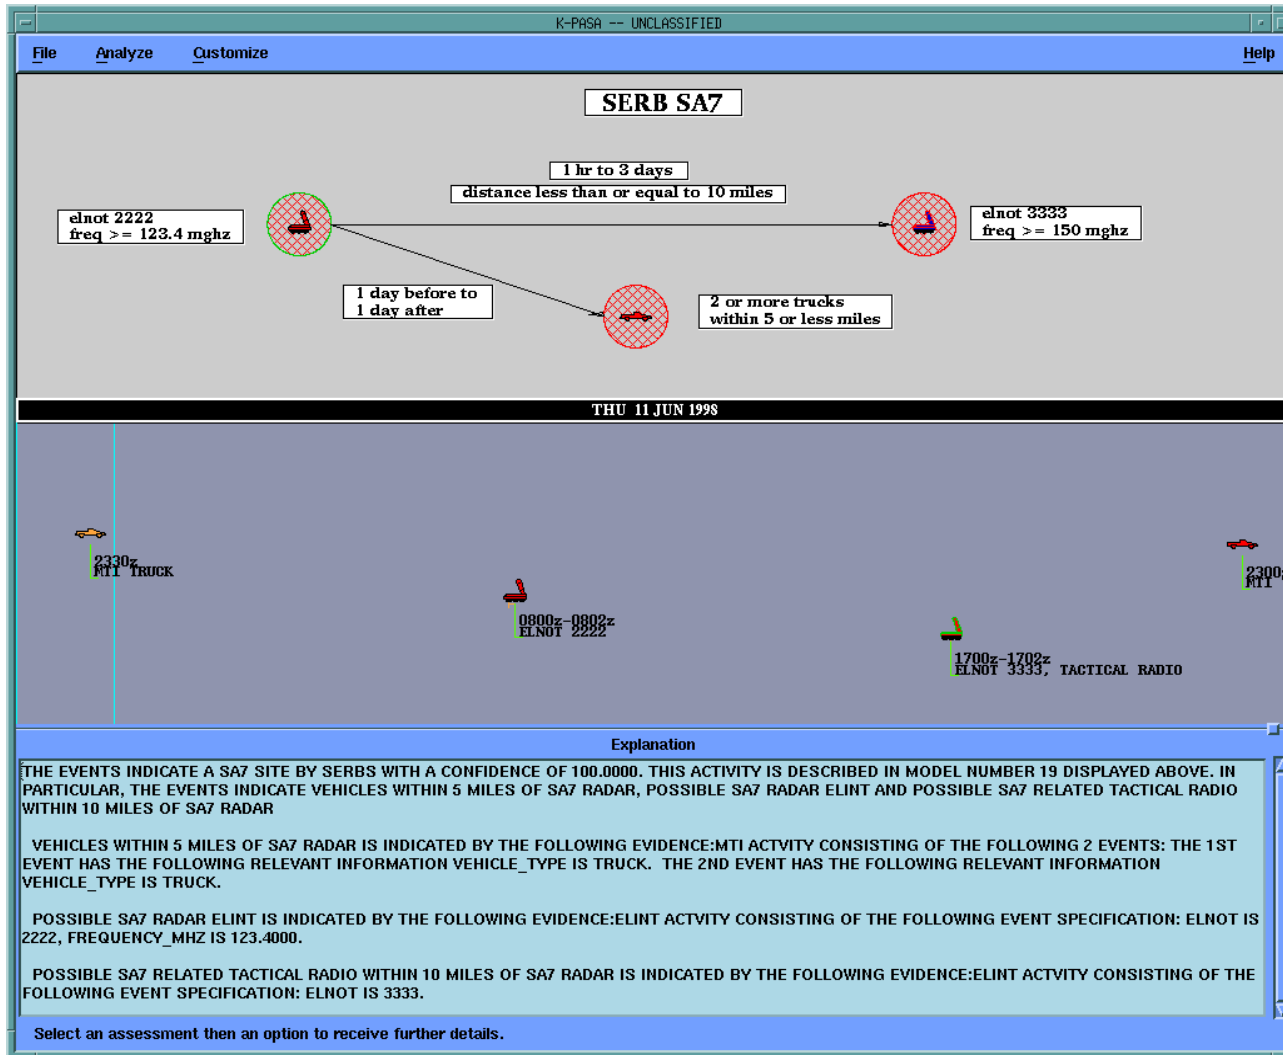 K-PASA -- UNCLASSIFIED
File Analyze Customize Help
SERB SA7
1 hr to 3 days
distance less than or equal to 10 miles
elnot 2222
freq >= 123.4 mghz
elnot 3333
freq >= 150 mghz
1 day before to
1 day after
2 or more trucks
within 5 or less miles
THU 11 JUN 1998
2330z
MTI TRUCK
0800z-0802z
ELNOT 2222
1700z-1702z
ELNOT 3333, TACTICAL RADIO
2300z
MTI
Explanation
THE EVENTS INDICATE A SA7 SITE BY SERBS WITH A CONFIDENCE OF 100.0000. THIS ACTIVITY IS DESCRIBED IN MODEL NUMBER 19 DISPLAYED ABOVE. IN
PARTICULAR, THE EVENTS INDICATE VEHICLES WITHIN 5 MILES OF SA7 RADAR, POSSIBLE SA7 RADAR ELINT AND POSSIBLE SA7 RELATED TACTICAL RADIO
WITHIN 10 MILES OF SA7 RADAR
VEHICLES WITHIN 5 MILES OF SA7 RADAR IS INDICATED BY THE FOLLOWING EVIDENCE:MTI ACTVITY CONSISTING OF THE FOLLOWING 2 EVENTS: THE 1ST
EVENT HAS THE FOLLOWING RELEVANT INFORMATION VEHICLE_TYPE IS TRUCK. THE 2ND EVENT HAS THE FOLLOWING RELEVANT INFORMATION
VEHICLE_TYPE IS TRUCK.
POSSIBLE SA7 RADAR ELINT IS INDICATED BY THE FOLLOWING EVIDENCE:ELINT ACTVITY CONSISTING OF THE FOLLOWING EVENT SPECIFICATION: ELNOT IS
2222, FREQUENCY_MHZ IS 123.4000.
POSSIBLE SA7 RELATED TACTICAL RADIO WITHIN 10 MILES OF SA7 RADAR IS INDICATED BY THE FOLLOWING EVIDENCE:ELINT ACTVITY CONSISTING OF THE
FOLLOWING EVENT SPECIFICATION: ELNOT IS 3333.
Select an assessment then an option to receive further details.